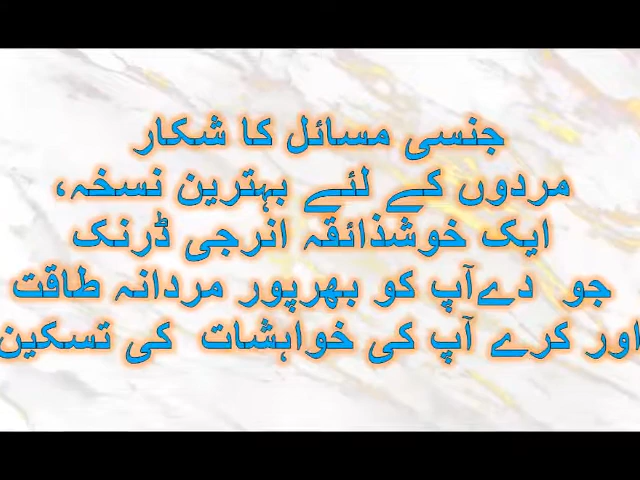 جنسی مسائل کا شکار
مردوں کے لئے بہترین نسخہ،
ایک خوشذائقہ انرجی ڈرنک
جو دےآپ کو بھرپور مردانہ طاقت
اور کرے آپ کی خواہشات کی تسکین